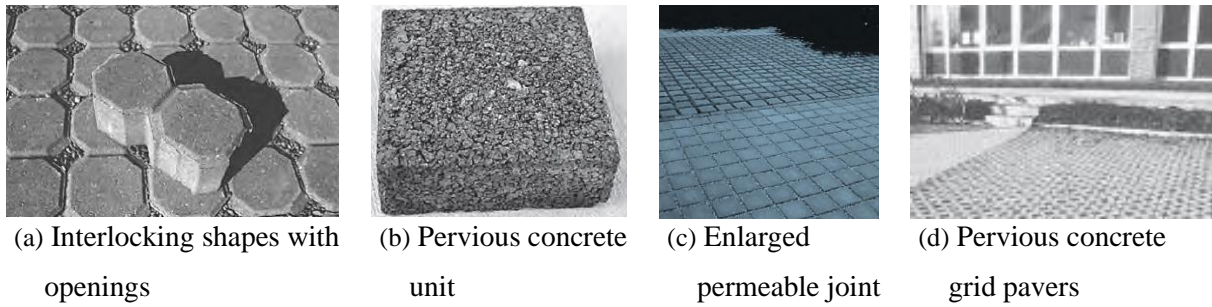 (a) Interlocking shapes with
openings
(b) Pervious concrete
unit
(c) Enlarged
permeable joint
(d) Pervious concrete
grid pavers